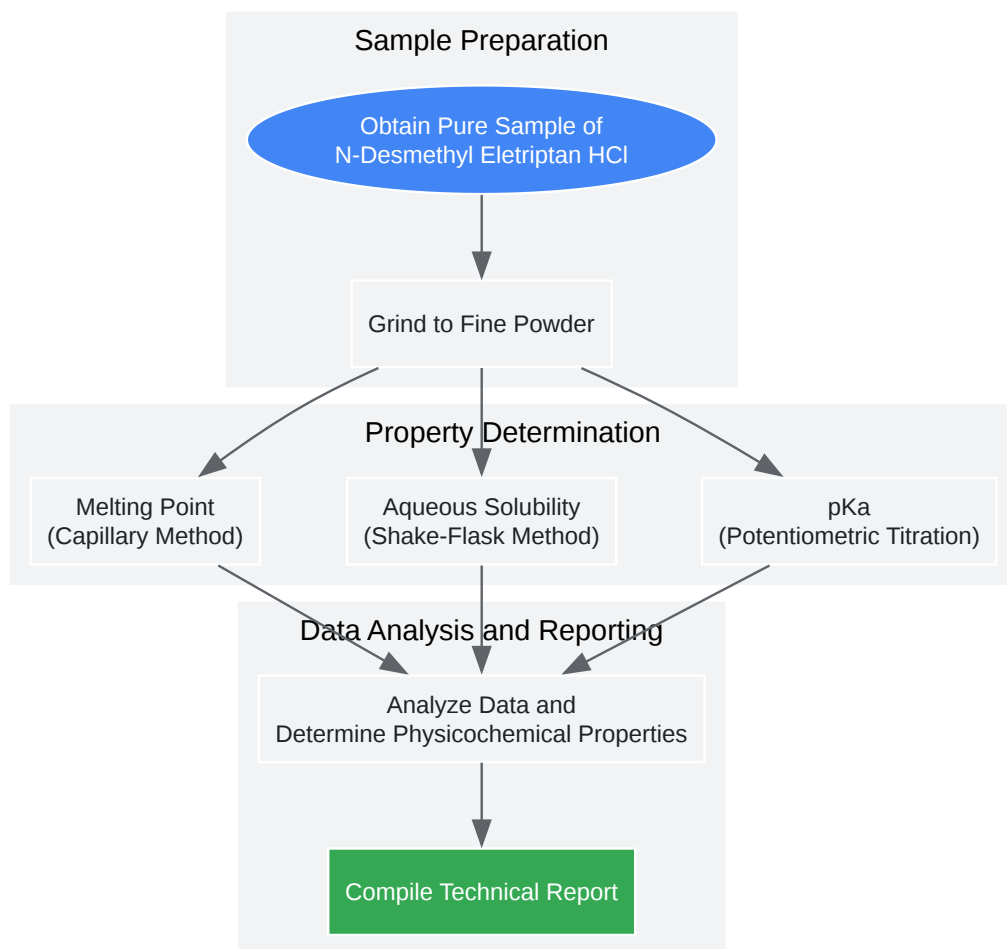 Sample Preparation
Obtain Pure Sample of
N-Desmethyl Eletriptan HCl
Grind to Fine Powder
Property Determination
Melting Point
(Capillary Method)
Aqueous Solubility
(Shake-Flask Method)
pKa
(Potentiometric Titration)
Data Analysis and Reporting
Analyze Data and
Determine Physicochemical Properties
Compile Technical Report